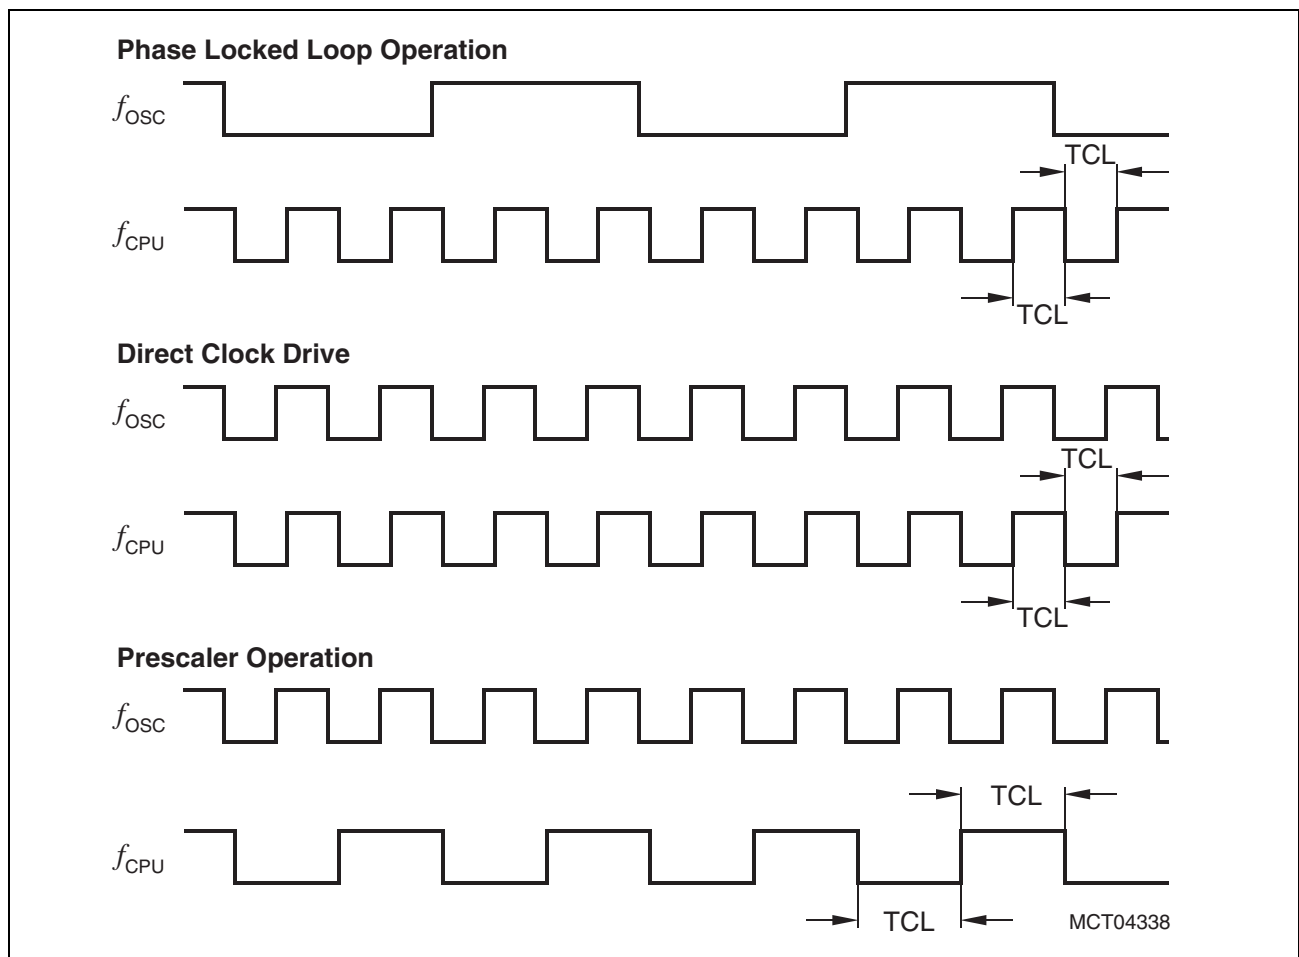 Phase Locked Loop Operation
fOSC
TCL
fCPU
TCL
Direct Clock Drive
fOSC
TCL
fCPU
TCL
Prescaler Operation
fOSC
TCL
fCPU
TCL
MCT04338